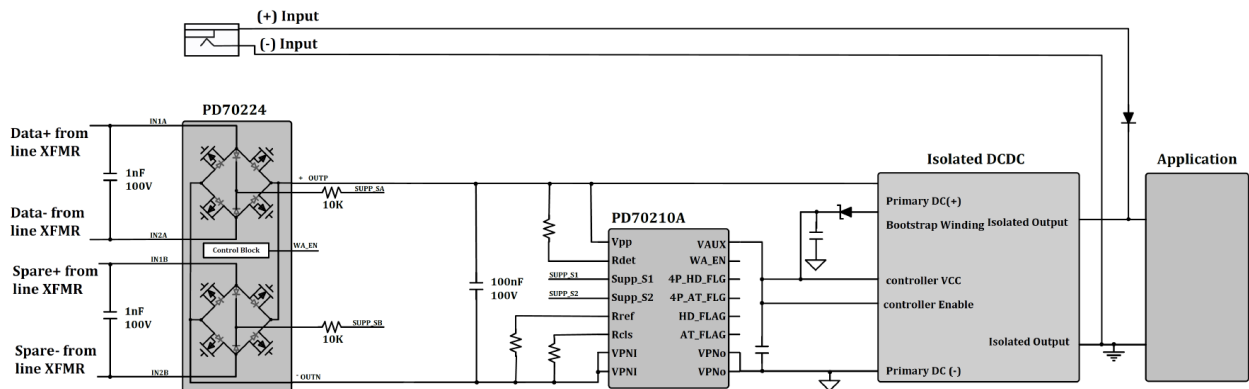 (+) Input
(-) Input
PD70224
Data+ from
line XFMR
IN1A
1nF
100V
+ OUTP
SUPP_SA
10K
Data- from
line XFMR
IN2A
Control Block
WA_EN
Spare+ from
line XFMR
IN1B
1nF
100V
SUPP_SB
10K
Spare- from
line XFMR
IN2B
- OUTN
100nF
100V
SUPP_S1
SUPP_S2
PD70210A
Vpp
Rdet
Supp_S1
Supp_S2
Rref
Rcls
VPNI
VPNI
VAUX
WA_EN
4P_HD_FLG
4P_AT_FLG
HD_FLAG
AT_FLAG
VPNo
VPNo
Isolated DCDC
Primary DC(+)
Bootstrap Winding
Isolated Output
controller VCC
controller Enable
Isolated Output
Primary DC (-)
Application